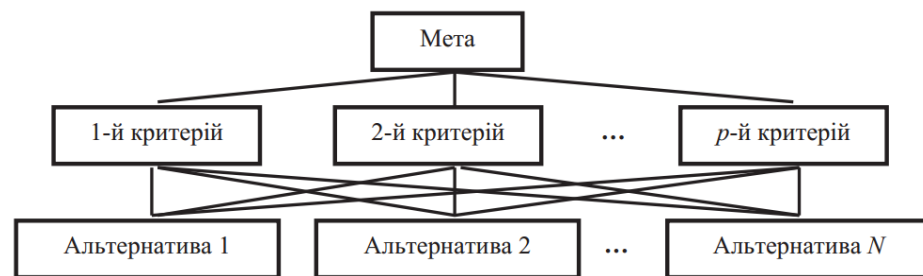 Мета
1-й критерій 2-й критерій ... p-й критерій
Альтернатива 1 Альтернатива 2 ... Альтернатива N